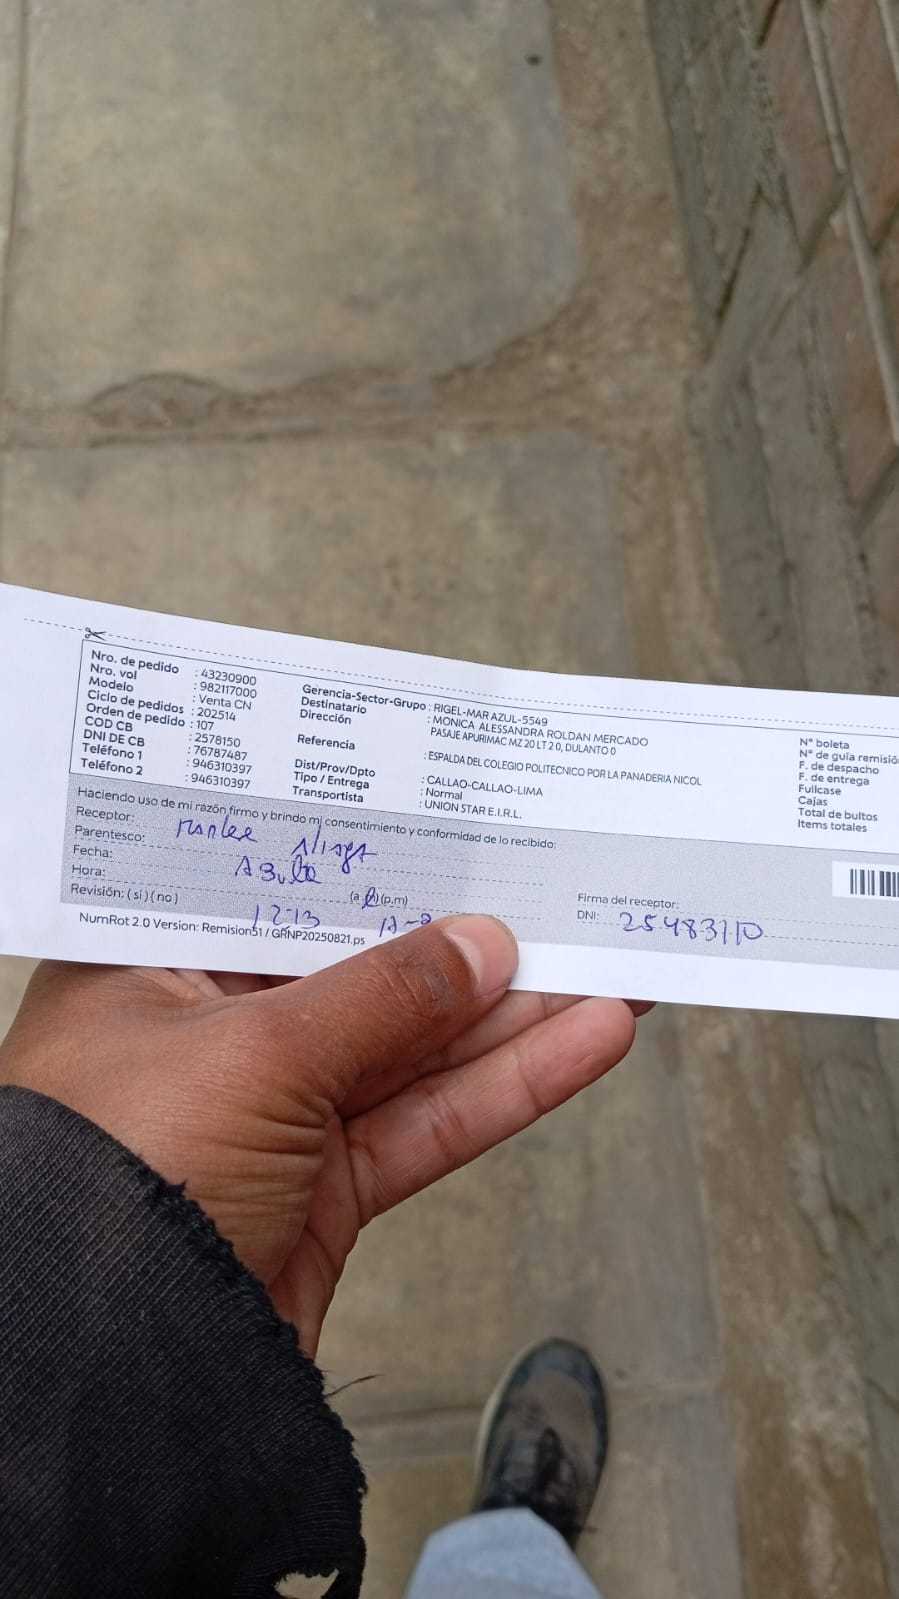 Nro. de pedido : 43230900
Nro. vol : 982117000
Modelo : Venta CN
Ciclo de pedidos : 202514
Orden de pedido : 107
COD CB : 2578150
DNI DE CB : 76787487
Teléfono 1 : 946310397
Teléfono 2 : 946310397
Gerencia-Sector-Grupo : RIGEL-MAR AZUL-5549
Destinatario : MONICA ALESSANDRA ROLDAN MERCADO
Dirección PASAJE APURIMAC MZ 20 LT 2 0, DULANTO 0
Referencia : ESPALDA DEL COLEGIO POLITECNICO POR LA PANADERIA NICOL
Dist/Prov/Dpto : CALLAO-CALLAO-LIMA
Tipo / Entrega : Normal
Transportista : UNION STAR E.I.R.L.
N° boleta
N° de guía remisión
F. de despacho
F. de entrega
Fullcase
Cajas
Total de bultos
Items totales
Haciendo uso de mi razón firmo y brindo mi consentimiento y conformidad de lo recibido:
Receptor:
Parentesco:
Fecha:
Hora: (p,m)
Revisión: ( si ) ( no ) 12-13
Firma del receptor:
DNI: 25483110
NumRot 2.0 Version: Remision51 / GRNP20250821.ps